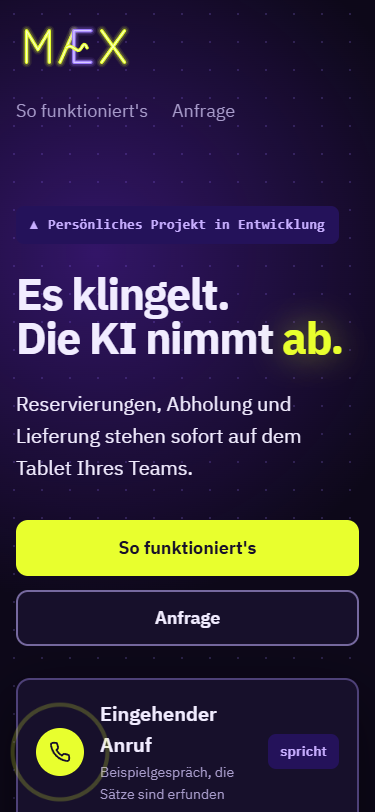 MÆX
So funktioniert's Anfrage
▲ Persönliches Projekt in Entwicklung
Es klingelt.
Die KI nimmt ab.
Reservierungen, Abholung und
Lieferung stehen sofort auf dem
Tablet Ihres Teams.
So funktioniert's
Anfrage
Eingehender
Anruf
spricht
Beispielgespräch, die
Sätze sind erfunden